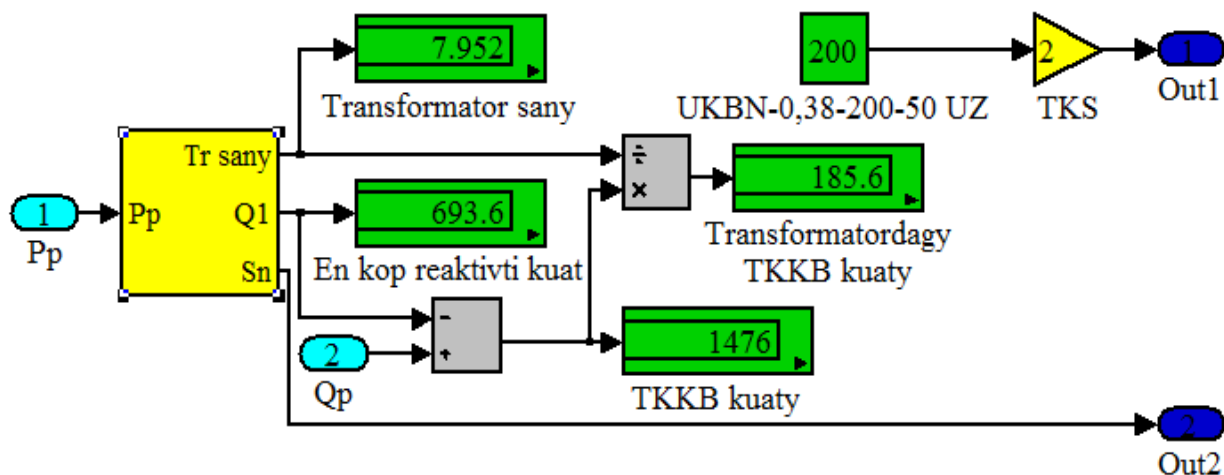 7.952
Transformator sany
200
UKBN-0,38-200-50 UZ
2
TKS
1
Out1
Tr sany
÷
×
185.6
Transformatordagy
TKKB kuaty
1
Pp
Pp
Q1
693.6
En kop reaktivti kuat
Sn
-
+
2
Qp
1476
TKKB kuaty
2
Out2